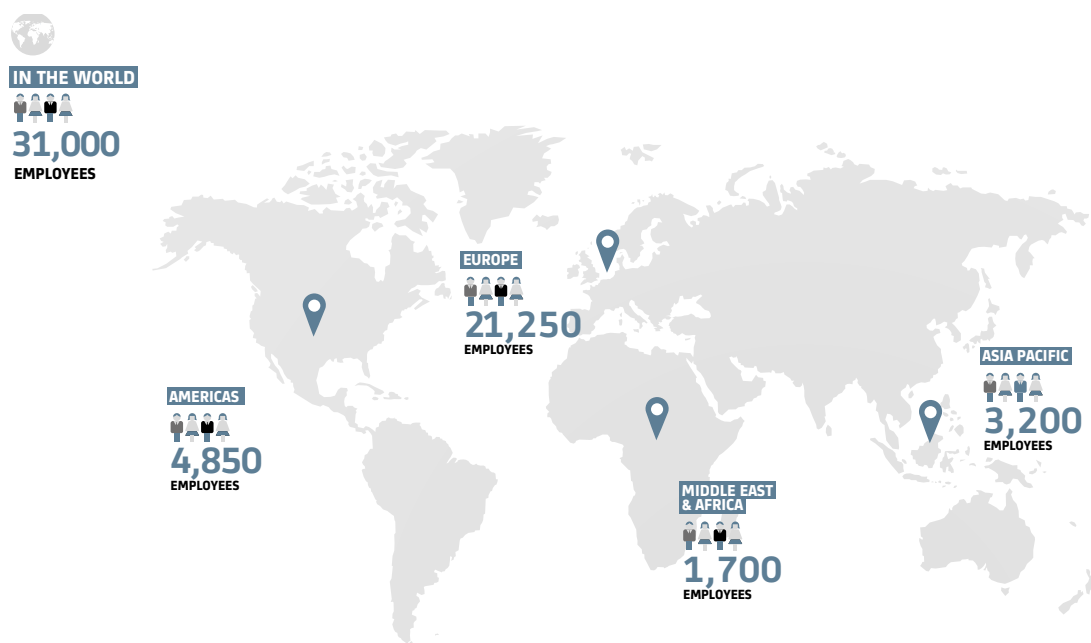 IN THE WORLD
31,000
EMPLOYEES
EUROPE
21,250
EMPLOYEES
ASIA PACIFIC
3,200
EMPLOYEES
AMERICAS
4,850
EMPLOYEES
MIDDLE EAST
& AFRICA
1,700
EMPLOYEES